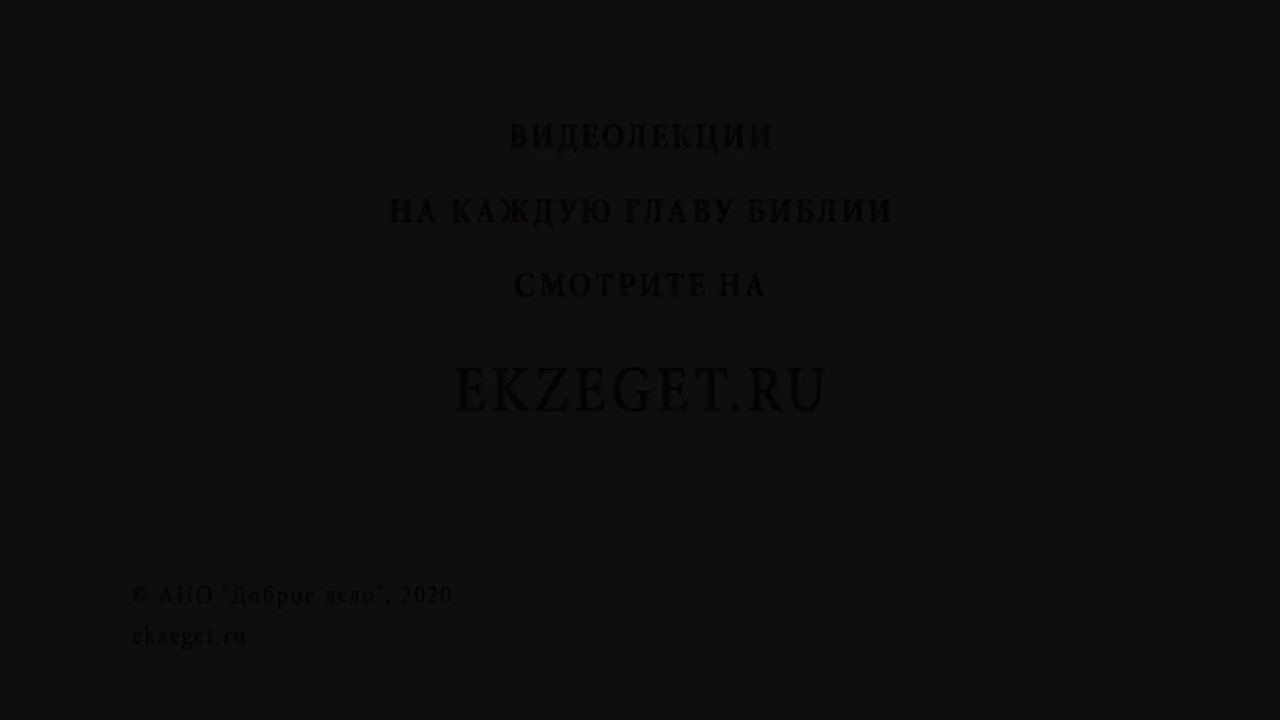 ВИДЕОЛЕКЦИИ
НА КАЖДУЮ ГЛАВУ БИБЛИИ
СМОТРИТЕ НА
EKZEGET.RU
© АНО "Доброе дело", 2020
ekzeget.ru